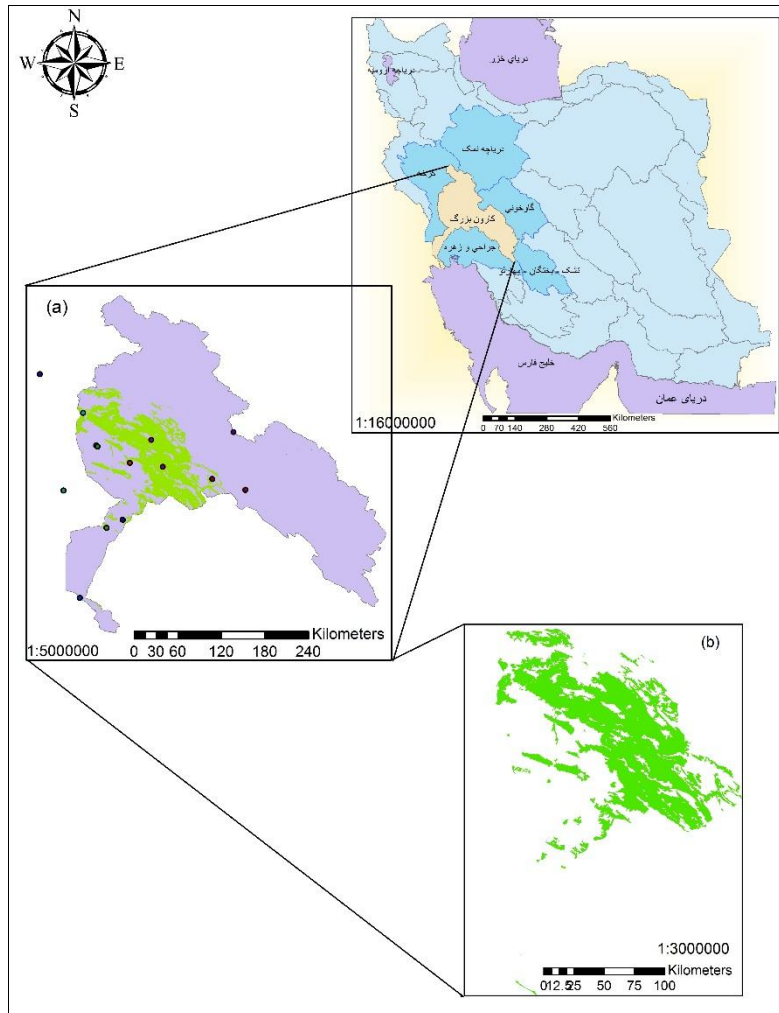 N
W E
S
دریای خزر
دریاچه ارومیه
دریاچه نمک
کرخه
گاوخونی
کارون بزرگ
جراحی و زهره
تشک - بختگان - مهارلو
خلیج فارس
دریای عمان
1:16000000
Kilometers
0 70 140 280 420 560
(a)
1:5000000
Kilometers
0 30 60 120 180 240
(b)
1:3000000
Kilometers
012.525 50 75 100